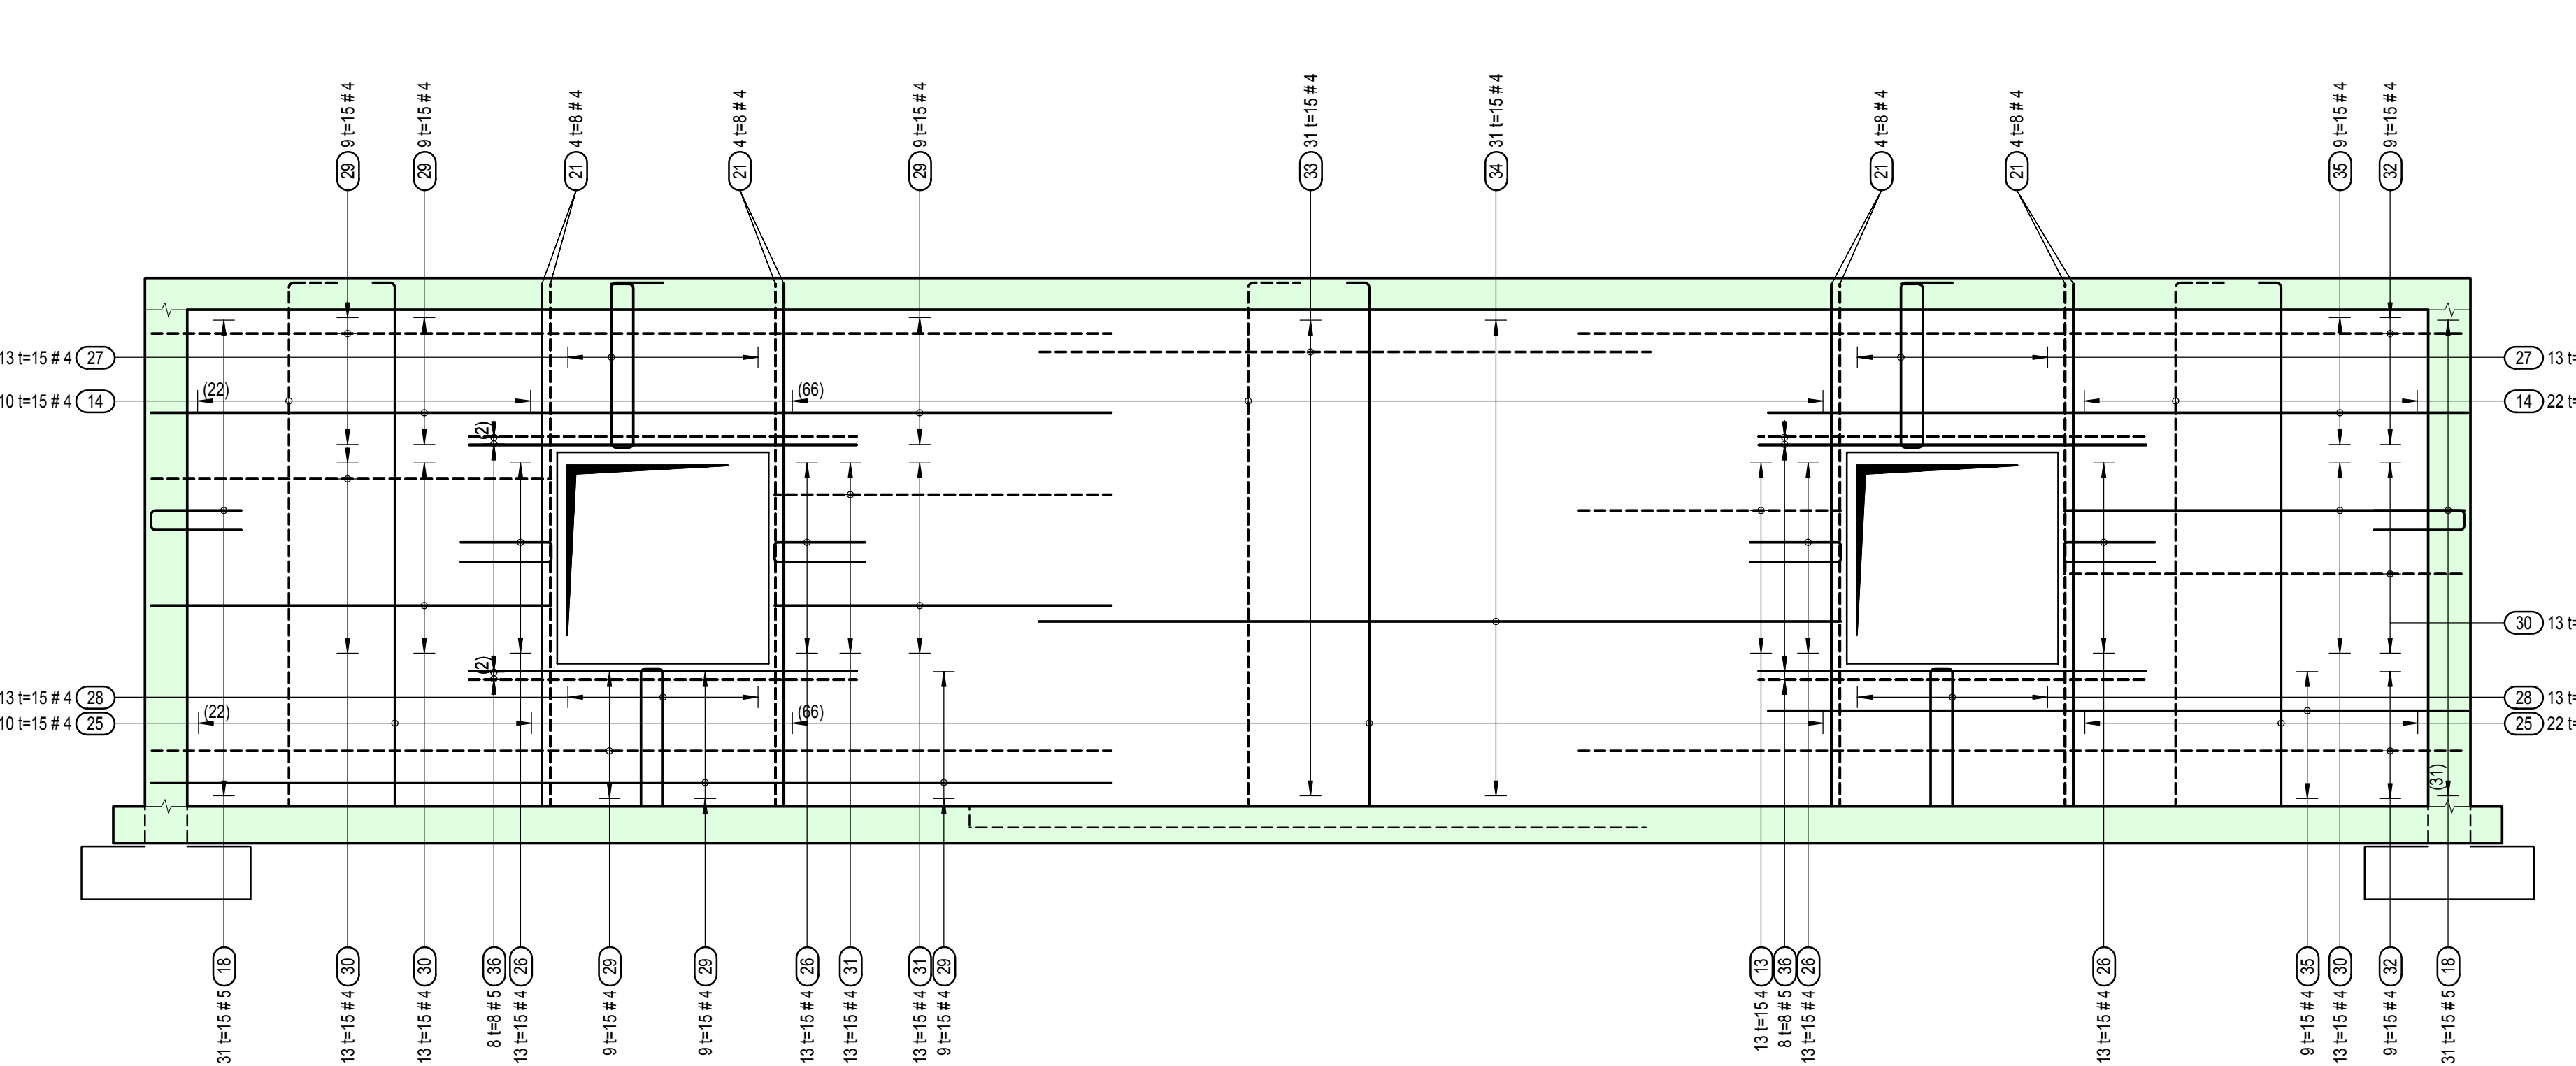 29 9 t=15 # 4
29 9 t=15 # 4
21 4 t=8 # 4
21 4 t=8 # 4
29 9 t=15 # 4
33 31 t=15 # 4
34 31 t=15 # 4
21 4 t=8 # 4
21 4 t=8 # 4
35 9 t=15 # 4
32 9 t=15 # 4
13 t=15 # 4 27
27 13 t=
10 t=15 # 4 14
(22)
(66)
14 22 t=
(2)
30 13 t=
(2)
13 t=15 # 4 28
28 13 t=
10 t=15 # 4 25
(22)
(66)
25 22 t=
(31)
31 t=15 # 5 18
13 t=15 # 4 30
13 t=15 # 4 30
8 t=8 # 5 36
13 t=15 # 4 26
9 t=15 # 4 29
9 t=15 # 4 29
13 t=15 # 4 26
13 t=15 # 4 31
13 t=15 # 4 31
9 t=15 # 4 29
13 t=15 4 13
8 t=8 # 5 36
13 t=15 # 4 26
13 t=15 # 4 26
9 t=15 # 4 35
13 t=15 # 4 30
9 t=15 # 4 32
31 t=15 # 5 18